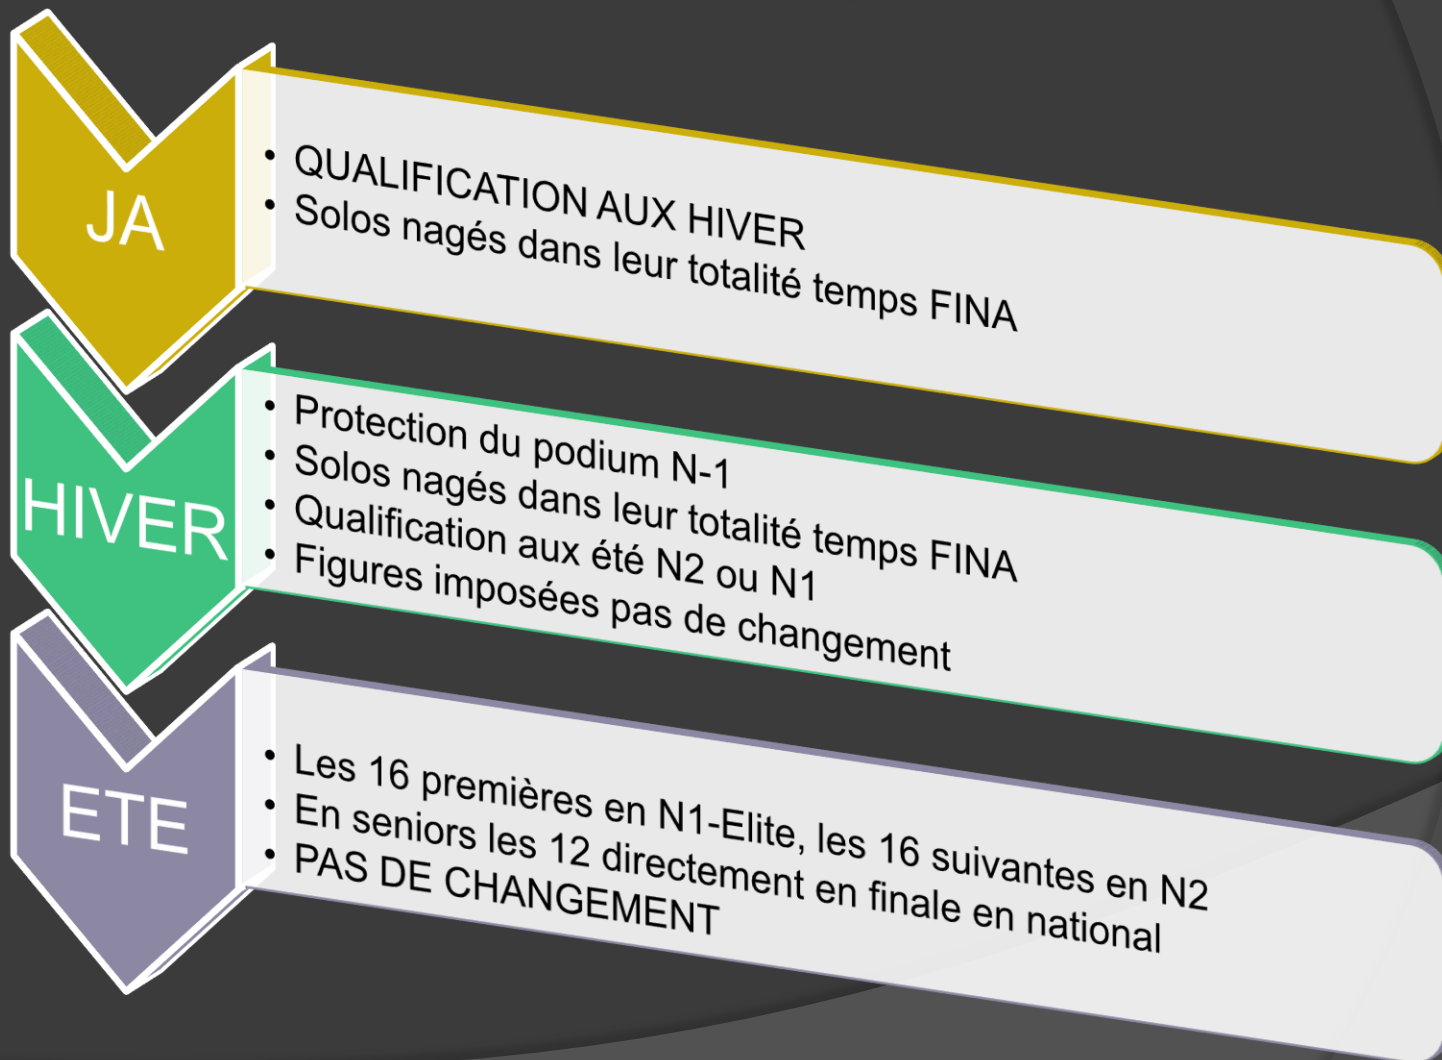 JA
• QUALIFICATION AUX HIVER
• Solos nagés dans leur totalité temps FINA
HIVER
• Protection du podium N-1
• Solos nagés dans leur totalité temps FINA
• Qualification aux été N2 ou N1
• Figures imposées pas de changement
ETE
• Les 16 premières en N1-Elite, les 16 suivantes en N2
• En seniors les 12 directement en finale en national
• PAS DE CHANGEMENT